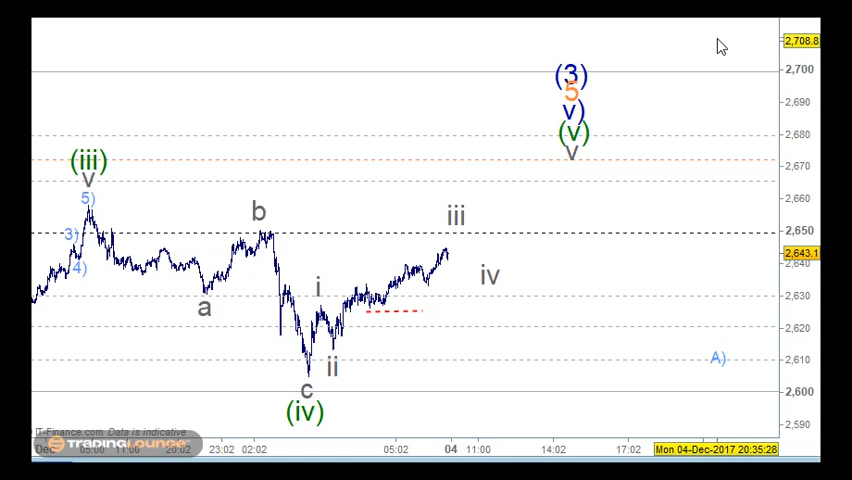 2,708.8
2,700
(3)
5
v)
(v)
v
2,690
2,680
2,670
2,660
2,650
2,643.1
2,640
2,630
2,620
2,610
2,600
2,590
(iii)
v
5)
3)
4)
b
a
i
ii
iii
iv
c
(iv)
A)
IT-Finance.com Data is indicative
TRADINGLOUNGE
Dec 05:00 11:00 20:02 23:02 02:02 05:02 04 11:00 14:02 17:02 Mon 04-Dec-2017 20:35:28